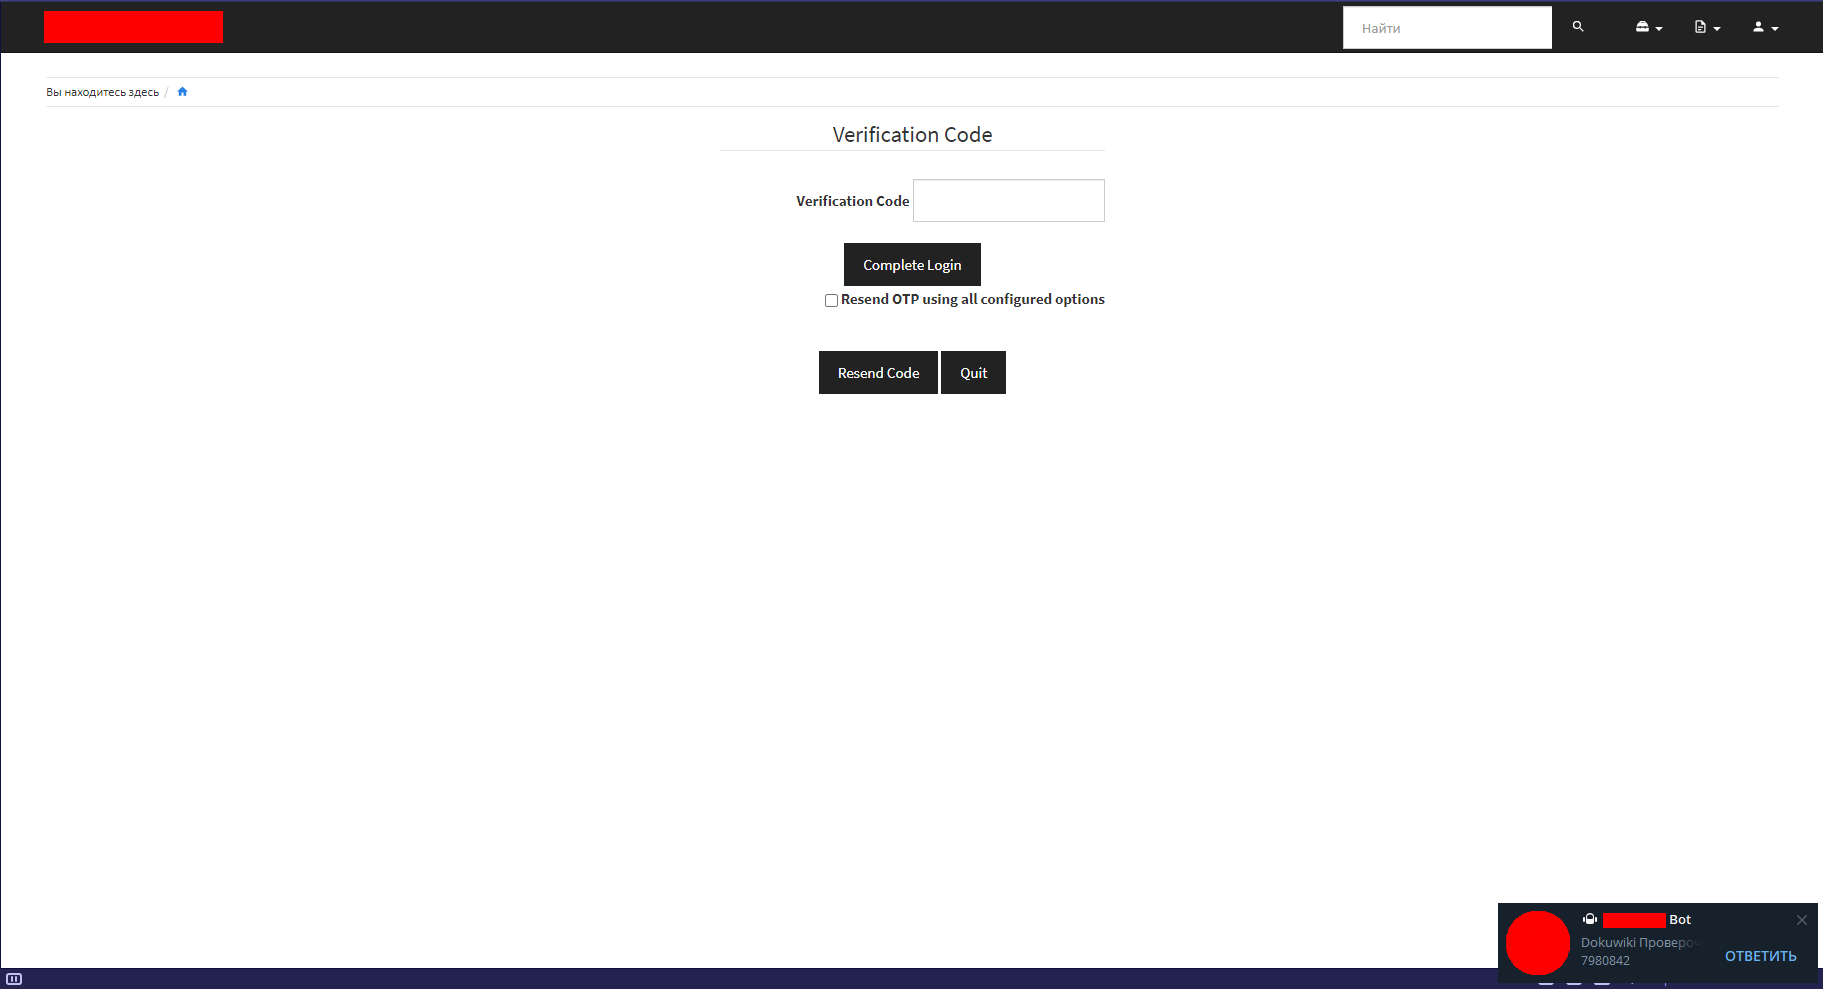 Найти
Вы находитесь здесь /
Verification Code
Verification Code
Complete Login
Resend OTP using all configured options
Resend Code Quit
Bot
Dokuwiki
7980842
ОТВЕТИТЬ